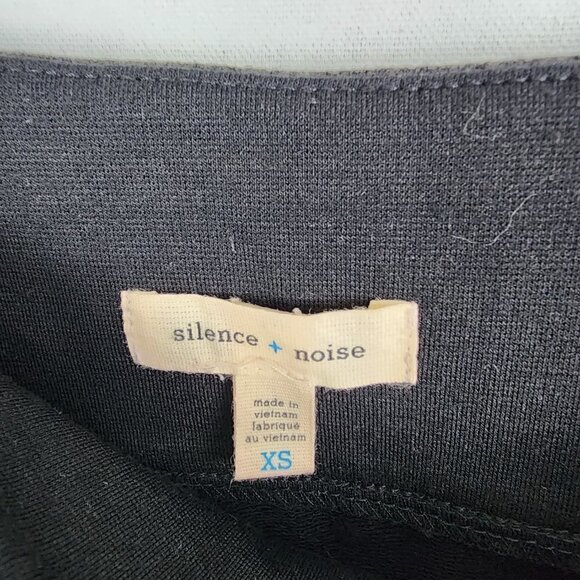 silence + noise
made in
vietnam
fabriqué
au vietnam
XS